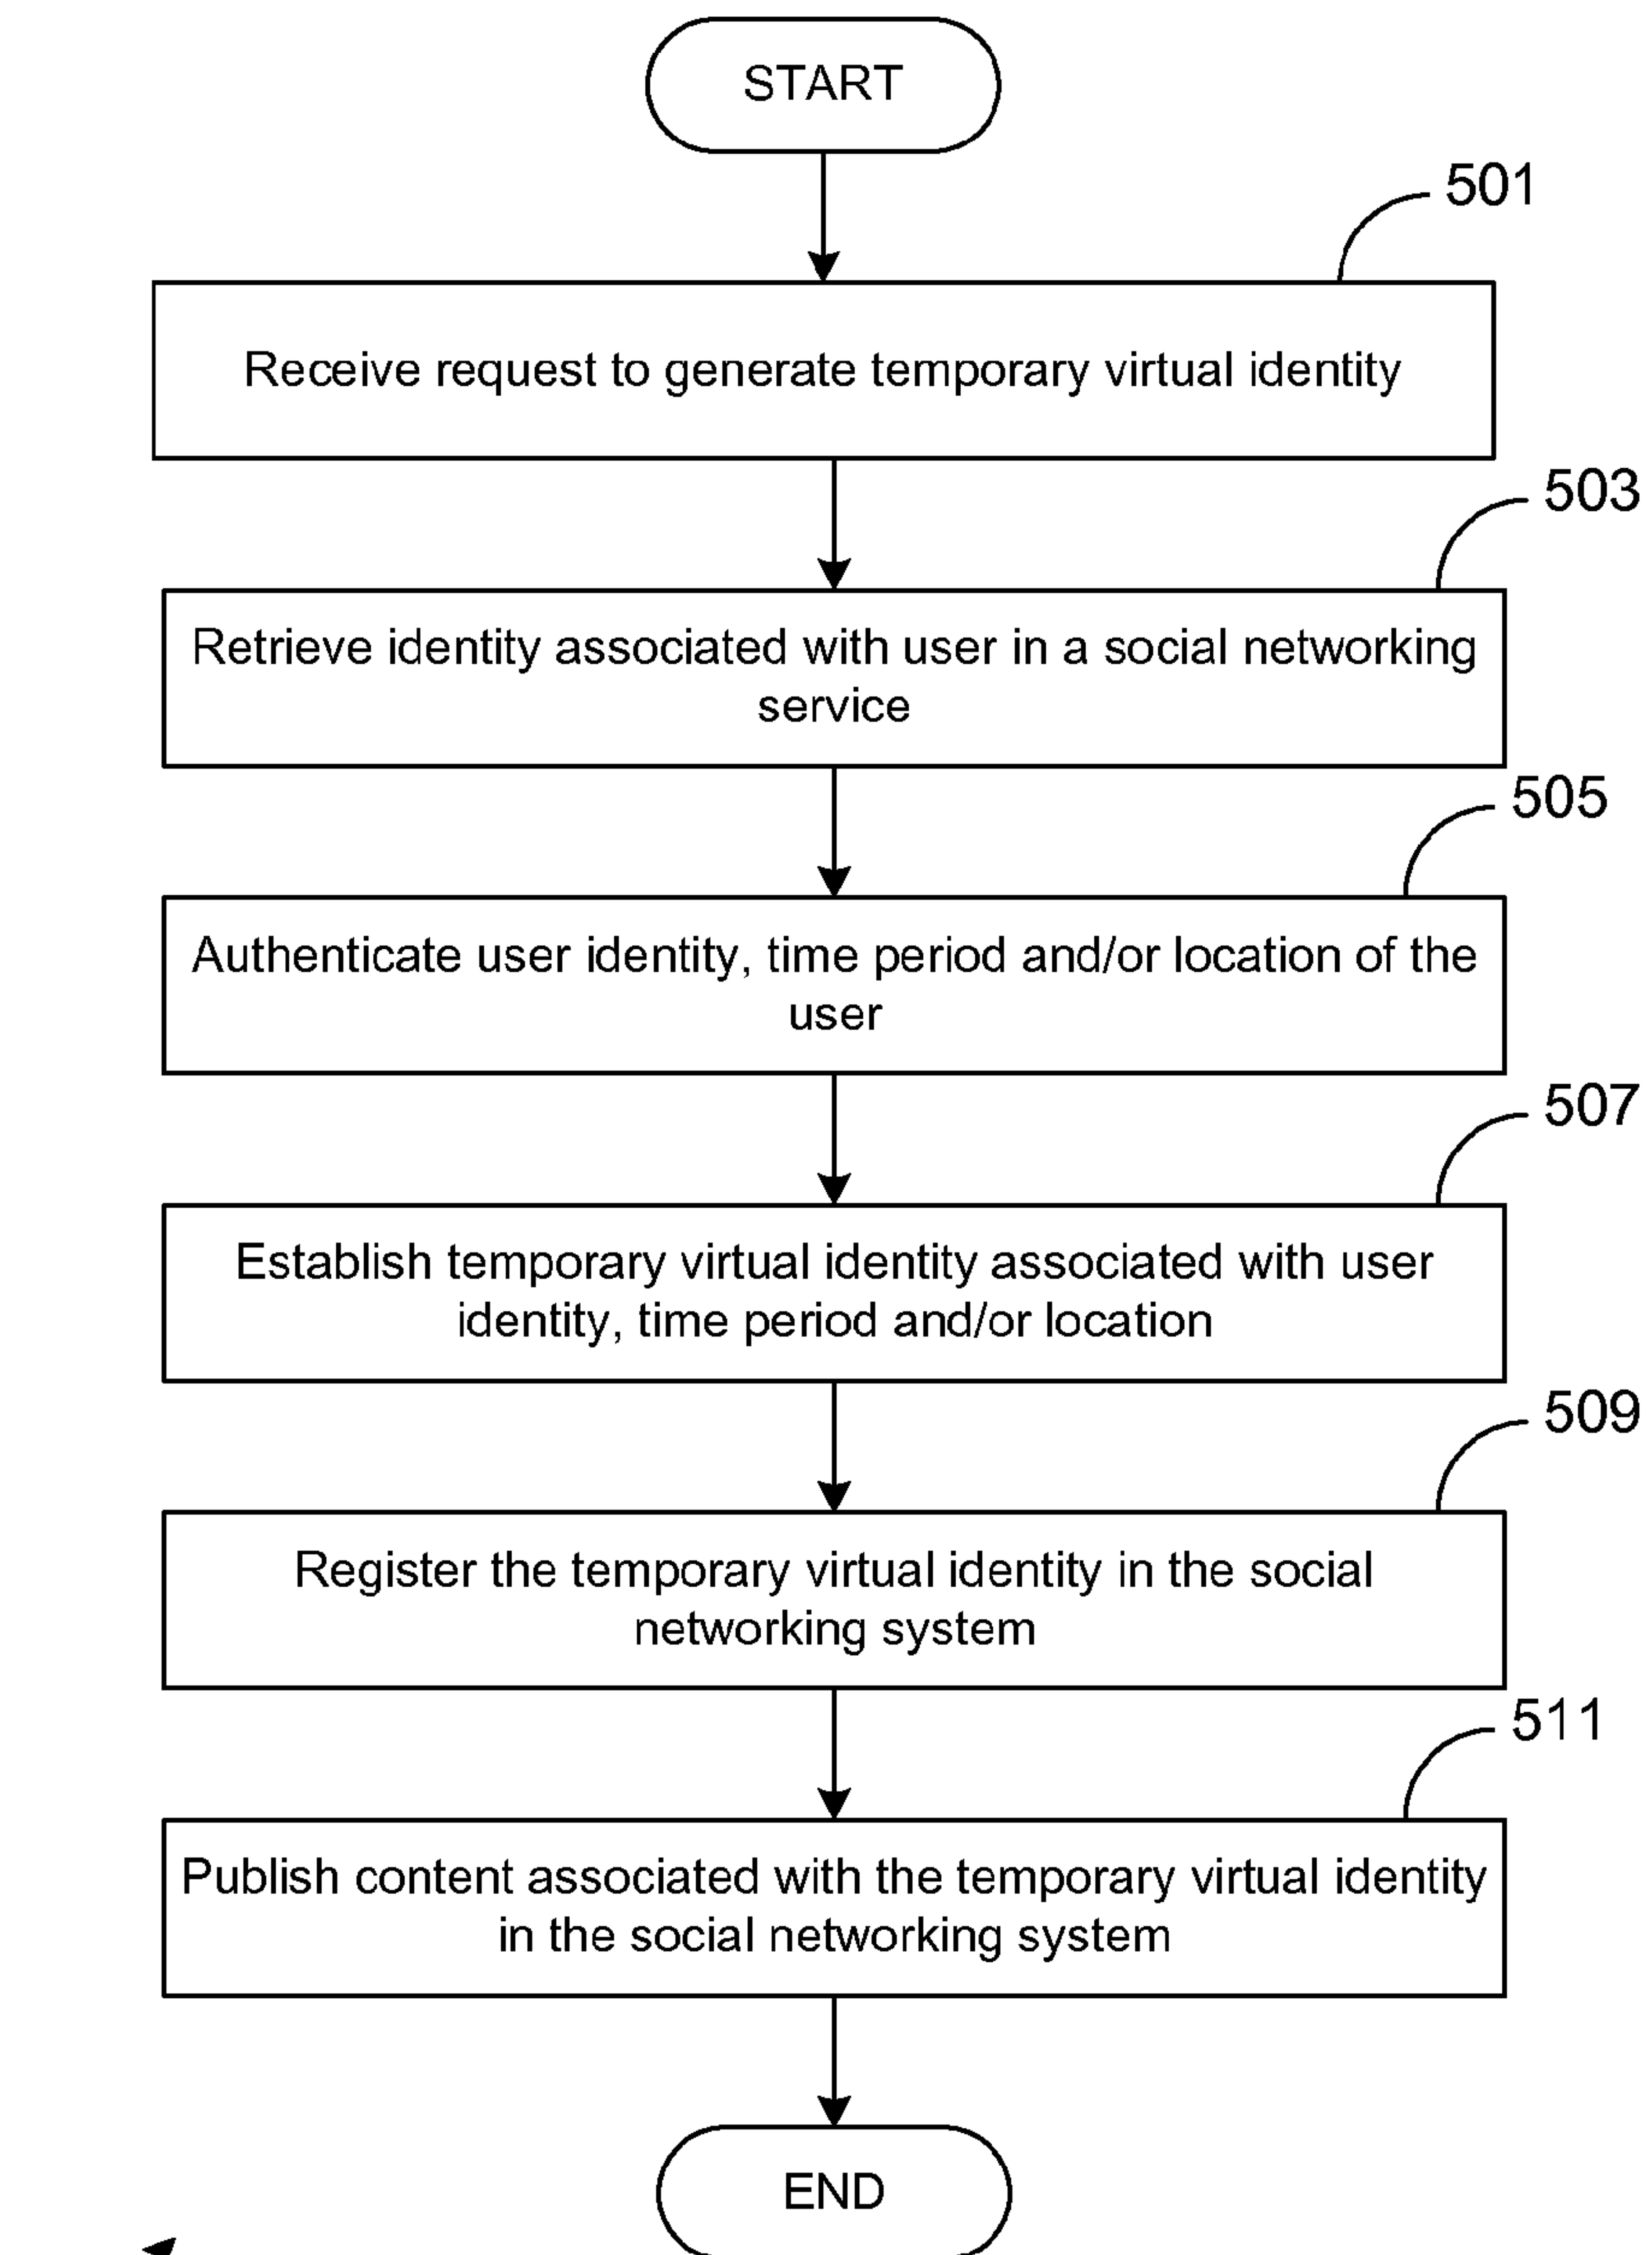 START
501
Receive request to generate temporary virtual identity
503
Retrieve identity associated with user in a social networking
service
505
Authenticate user identity, time period and/or location of the
user
507
Establish temporary virtual identity associated with user
identity, time period and/or location
509
Register the temporary virtual identity in the social
networking system
511
Publish content associated with the temporary virtual identity
in the social networking system
END